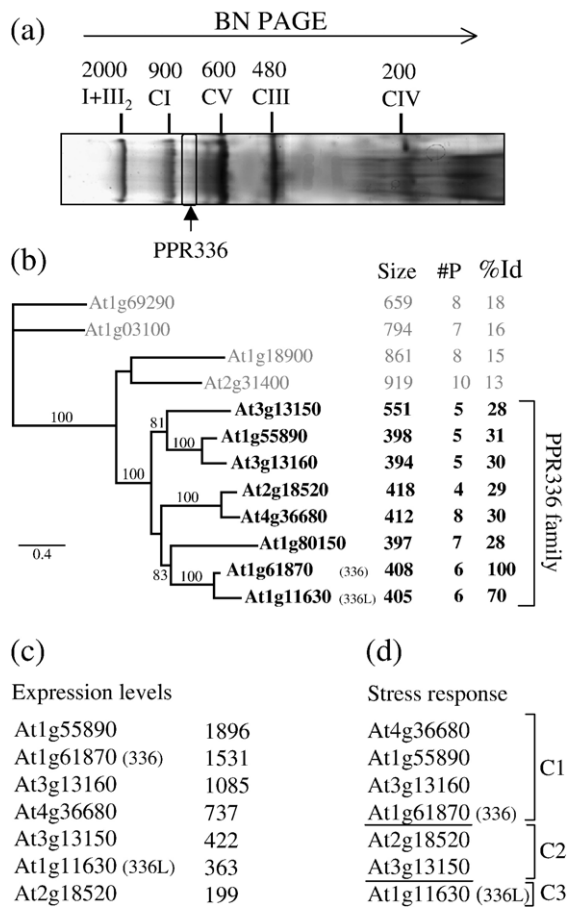 (a) BN PAGE
2000 900 600 480 200
I+III2 CI CV CIII CIV
PPR336
(b) Size #P %Id
At1g69290 659 8 18
At1g03100 794 7 16
At1g18900 861 8 15
At2g31400 919 10 13
100
At3g13150 551 5 28
81
At1g55890 398 5 31
100
At3g13160 394 5 30
100
At2g18520 418 4 29
100
At4g36680 412 8 30
At1g80150 397 7 28
0.4
At1g61870 (336) 408 6 100
83 100
At1g11630 (336L) 405 6 70
PPR336 family
(c)
Expression levels
At1g55890 1896
At1g61870 (336) 1531
At3g13160 1085
At4g36680 737
At3g13150 422
At1g11630 (336L) 363
At2g18520 199
(d)
Stress response
At4g36680
At1g55890
At3g13160
At1g61870 (336)
C1
At2g18520
At3g13150
C2
At1g11630 (336L) C3